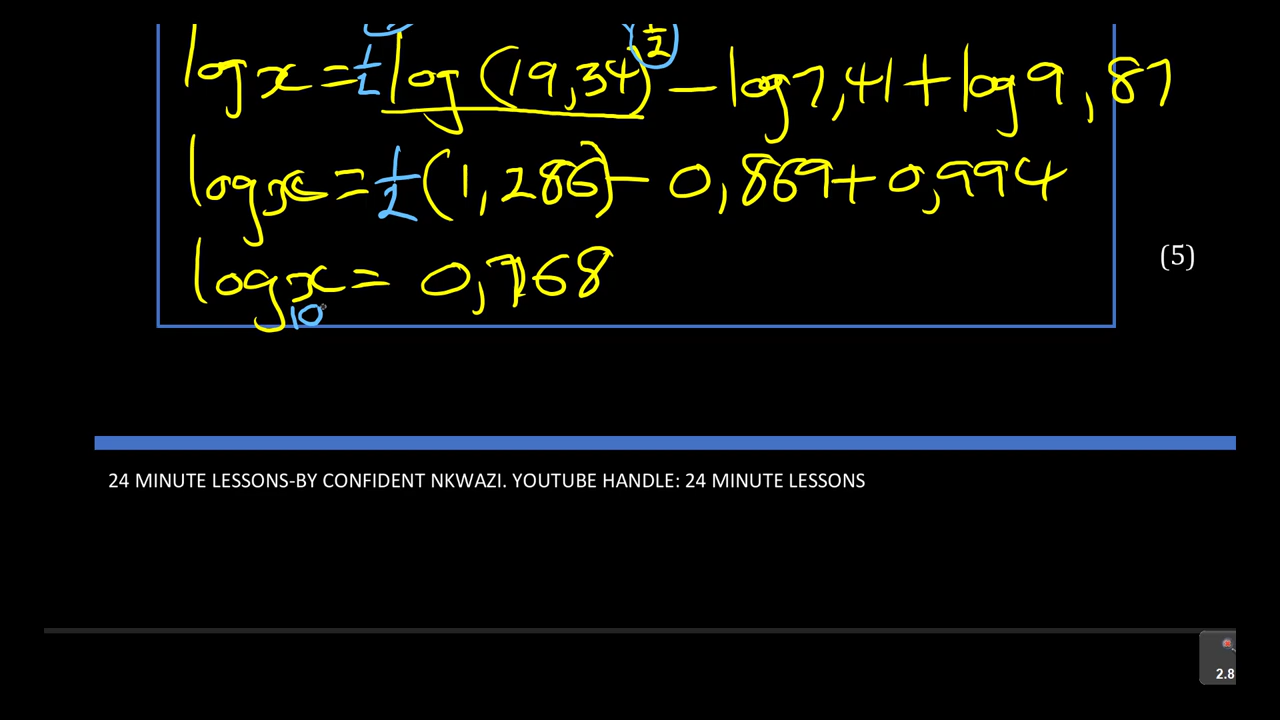 log x = ½ log (19,34)^½ - log 7,41 + log 9,87
log x = ½ (1,286) - 0,869 + 0,994
log₁₀ x = 0,768
(5)
24 MINUTE LESSONS-BY CONFIDENT NKWAZI. YOUTUBE HANDLE: 24 MINUTE LESSONS
2.8